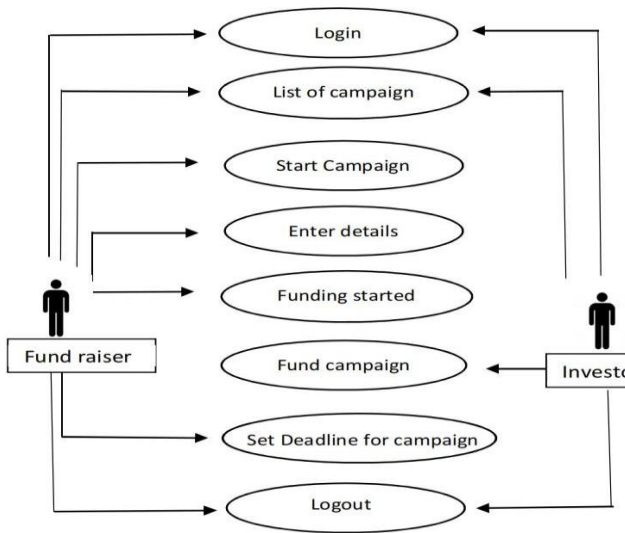 Login
List of campaign
Start Campaign
Enter details
Funding started
Fund raiser
Fund campaign
Investo
Set Deadline for campaign
Logout